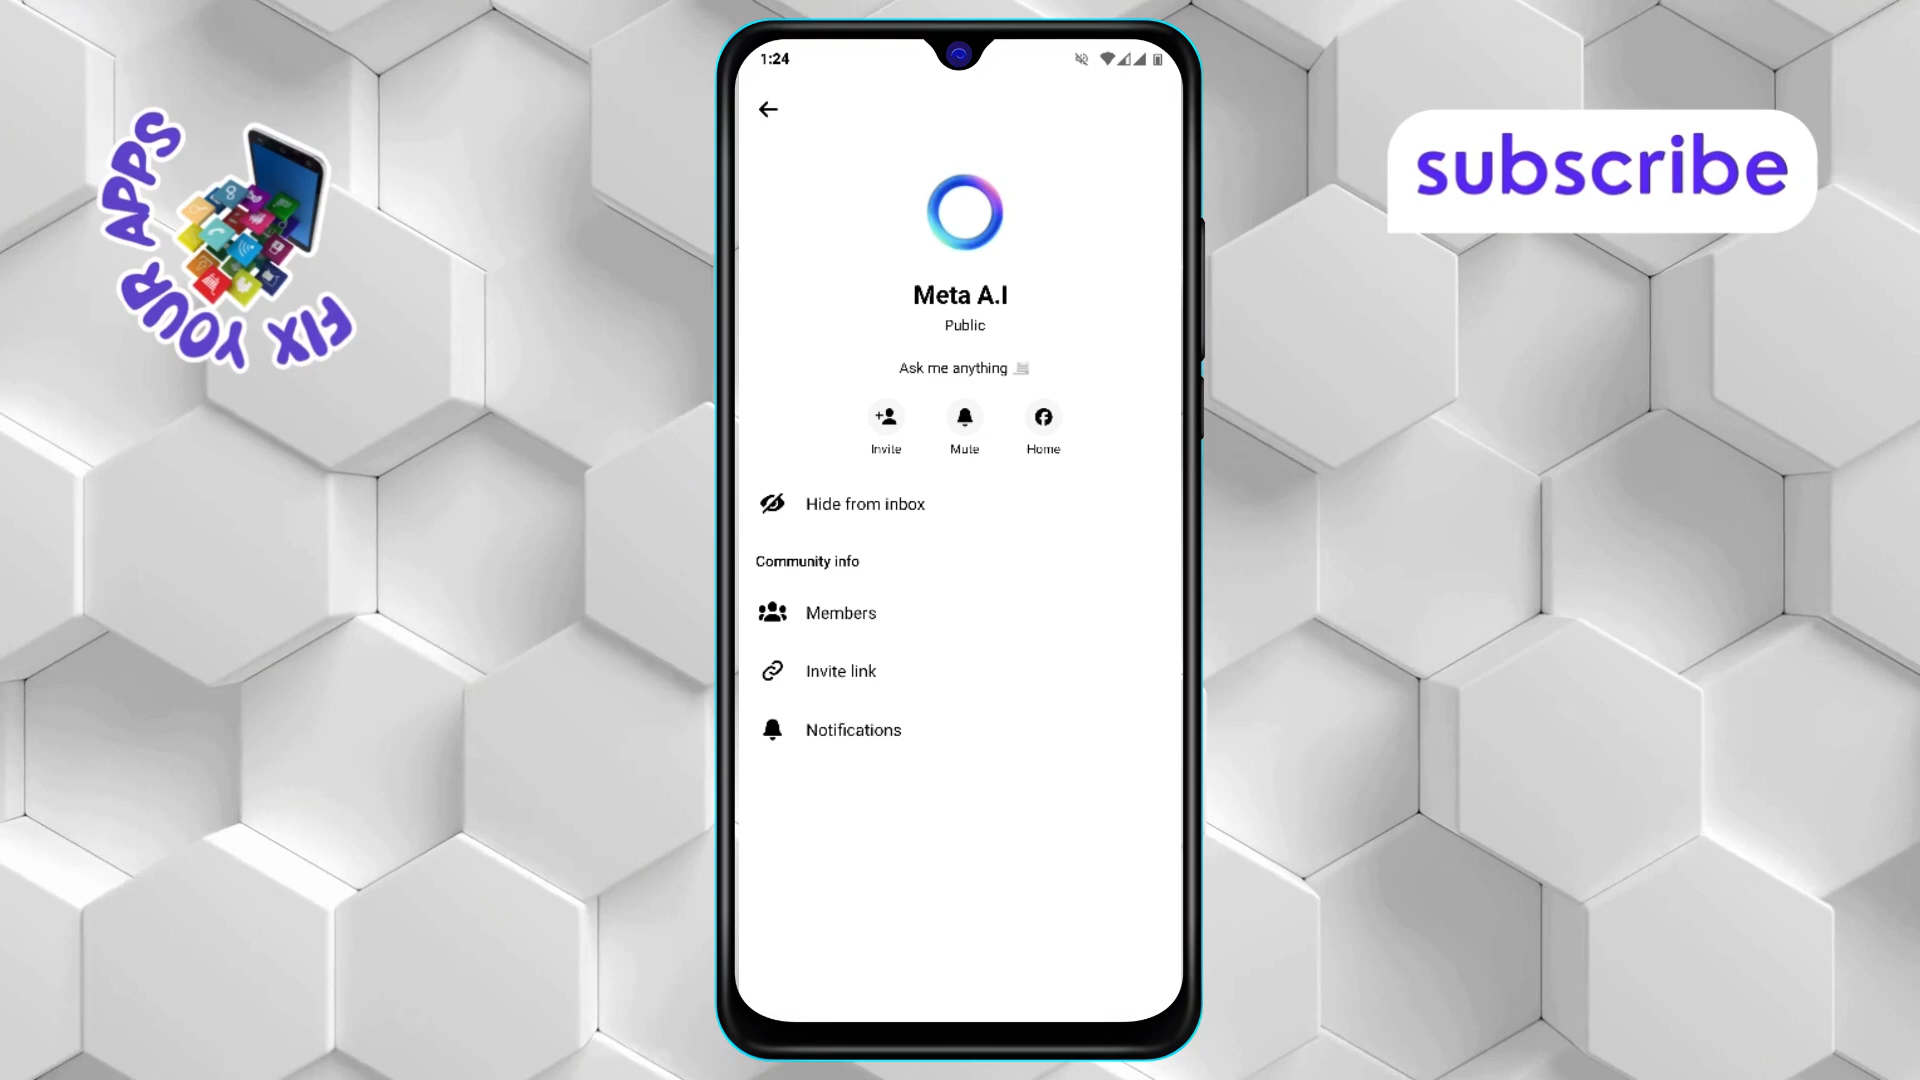 FIX YOUR APPS
subscribe
1:24
Meta A.I
Public
Ask me anything
Invite
Mute
Home
Hide from inbox
Community info
Members
Invite link
Notifications